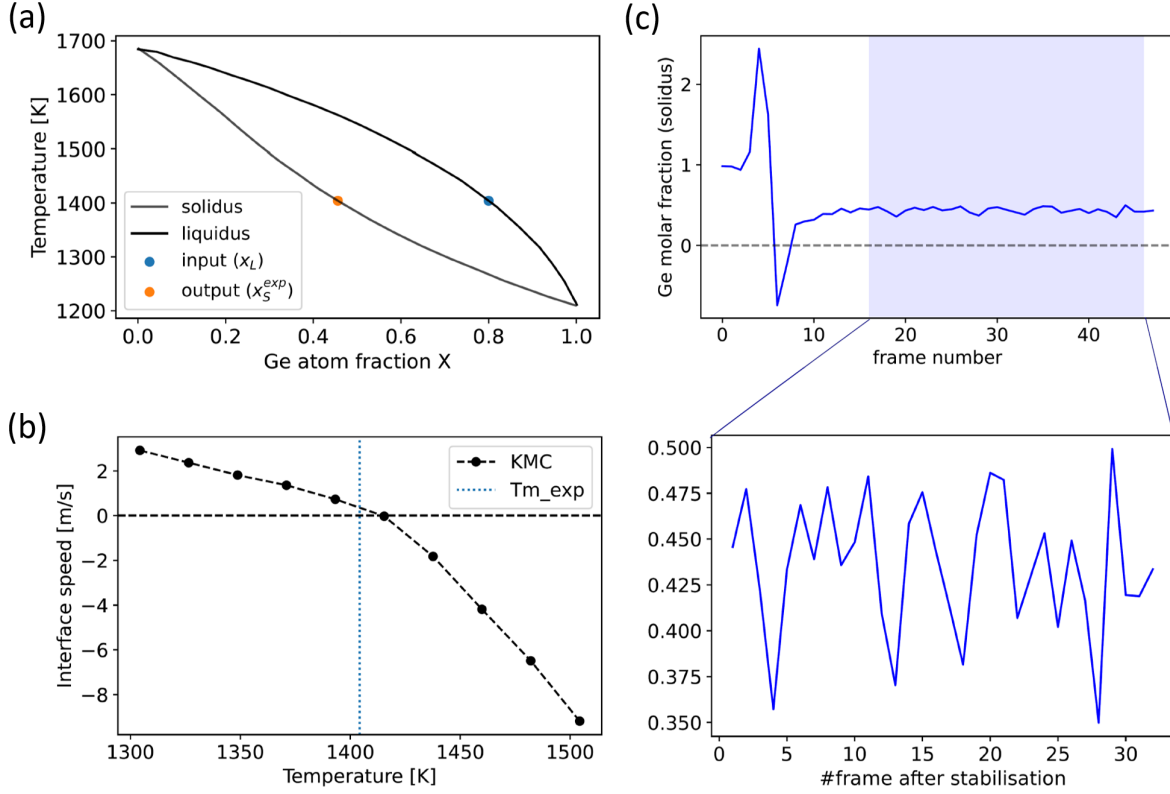 (a)
Temperature [K]
1700
1600
1500
1400
1300
1200
solidus
liquidus
input (x_L)
output (x_S^{exp})
0.0 0.2 0.4 0.6 0.8 1.0
Ge atom fraction X
(b)
Interface speed [m/s]
2
0
−2
−4
−6
−8
KMC
Tm_exp
1300 1350 1400 1450 1500
Temperature [K]
(c)
Ge molar fraction (solidus)
2
1
0
0 10 20 30 40
frame number
0.500
0.475
0.450
0.425
0.400
0.375
0.350
0 5 10 15 20 25 30
#frame after stabilisation